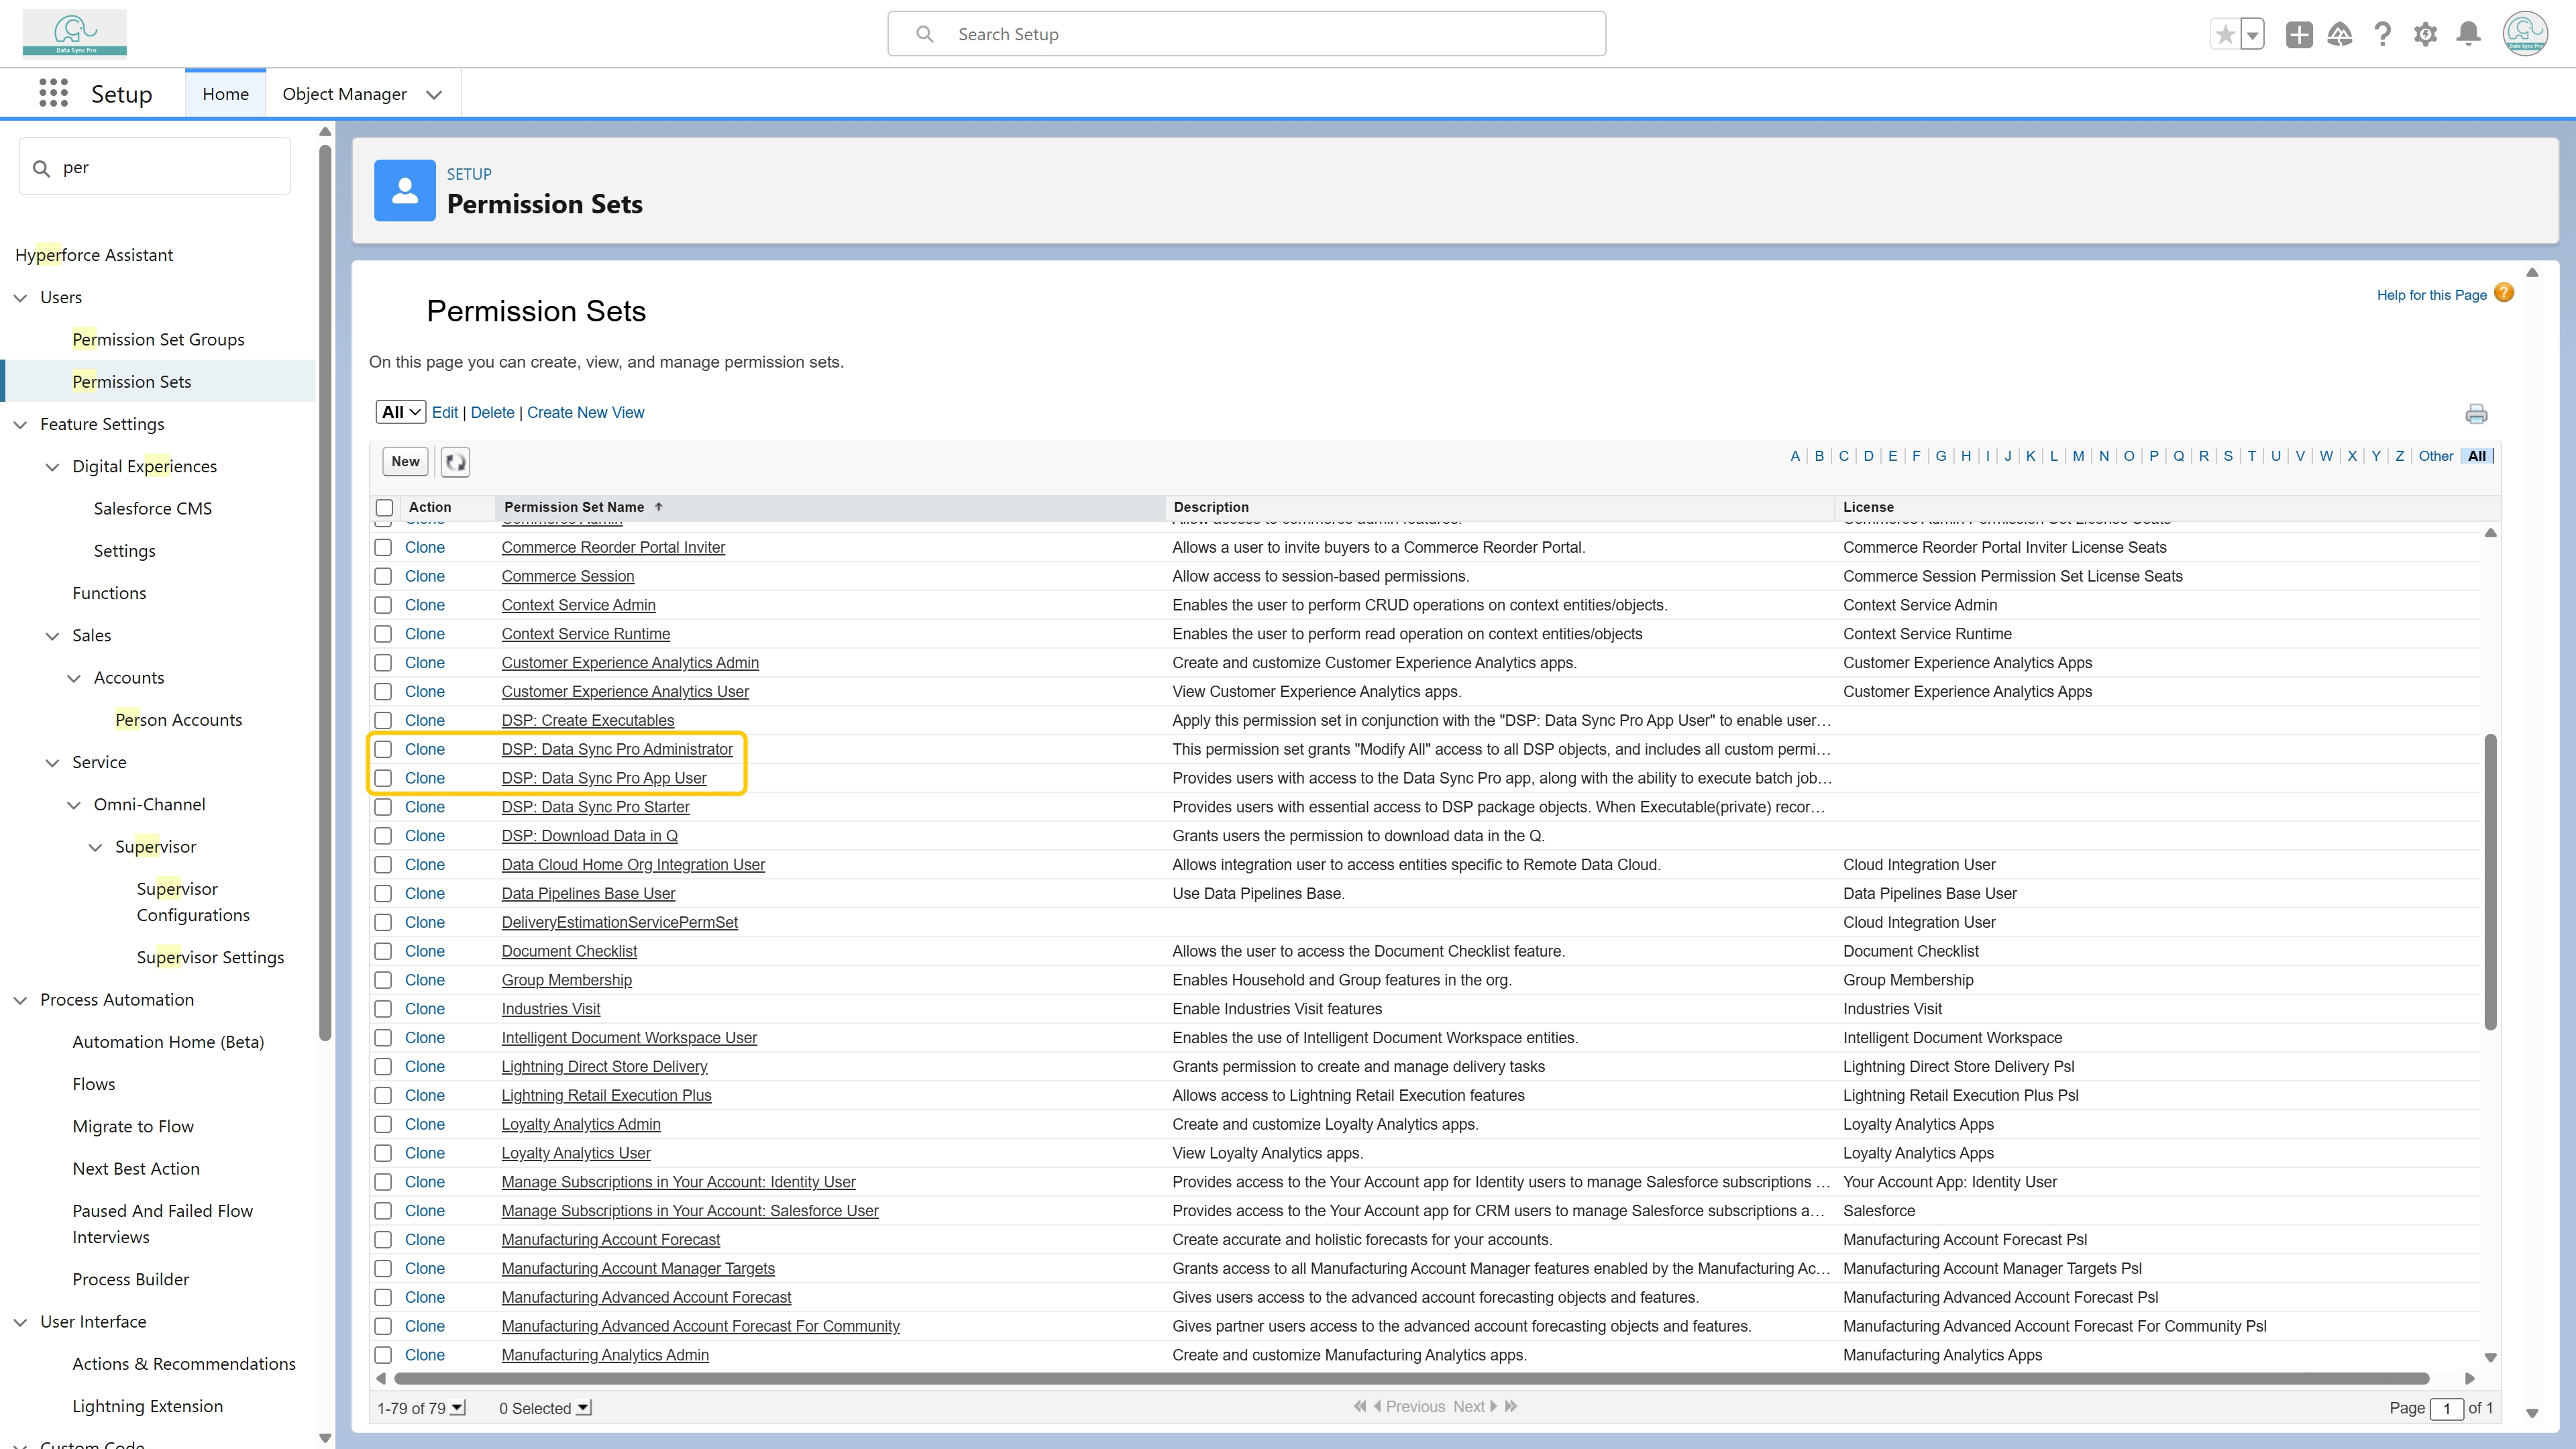 Data Sync Pro
Search Setup
Setup
Home
Object Manager
per
Hyperforce Assistant
Users
Permission Set Groups
Permission Sets
Feature Settings
Digital Experiences
Salesforce CMS
Settings
Functions
Sales
Accounts
Person Accounts
Service
Omni-Channel
Supervisor
Supervisor
Configurations
Supervisor Settings
Process Automation
Automation Home (Beta)
Flows
Migrate to Flow
Next Best Action
Paused And Failed Flow
Interviews
Process Builder
User Interface
Actions & Recommendations
Lightning Extension
Custom Code
SETUP
Permission Sets
Permission Sets
Help for this Page
On this page you can create, view, and manage permission sets.
All Edit | Delete | Create New View
New
A | B | C | D | E | F | G | H | I | J | K | L | M | N | O | P | Q | R | S | T | U | V | W | X | Y | Z | Other | All
Action Permission Set Name Description License
Clone Commerce Admin Allow access to commerce admin features. Commerce Admin Permission Set License Seats
Clone Commerce Reorder Portal Inviter Allows a user to invite buyers to a Commerce Reorder Portal. Commerce Reorder Portal Inviter License Seats
Clone Commerce Session Allow access to session-based permissions. Commerce Session Permission Set License Seats
Clone Context Service Admin Enables the user to perform CRUD operations on context entities/objects. Context Service Admin
Clone Context Service Runtime Enables the user to perform read operation on context entities/objects Context Service Runtime
Clone Customer Experience Analytics Admin Create and customize Customer Experience Analytics apps. Customer Experience Analytics Apps
Clone Customer Experience Analytics User View Customer Experience Analytics apps. Customer Experience Analytics Apps
Clone DSP: Create Executables Apply this permission set in conjunction with the "DSP: Data Sync Pro App User" to enable user...
Clone DSP: Data Sync Pro Administrator This permission set grants "Modify All" access to all DSP objects, and includes all custom permi...
Clone DSP: Data Sync Pro App User Provides users with access to the Data Sync Pro app, along with the ability to execute batch job...
Clone DSP: Data Sync Pro Starter Provides users with essential access to DSP package objects. When Executable(private) recor...
Clone DSP: Download Data in Q Grants users the permission to download data in the Q.
Clone Data Cloud Home Org Integration User Allows integration user to access entities specific to Remote Data Cloud. Cloud Integration User
Clone Data Pipelines Base User Use Data Pipelines Base. Data Pipelines Base User
Clone DeliveryEstimationServicePermSet Cloud Integration User
Clone Document Checklist Allows the user to access the Document Checklist feature. Document Checklist
Clone Group Membership Enables Household and Group features in the org. Group Membership
Clone Industries Visit Enable Industries Visit features Industries Visit
Clone Intelligent Document Workspace User Enables the use of Intelligent Document Workspace entities. Intelligent Document Workspace
Clone Lightning Direct Store Delivery Grants permission to create and manage delivery tasks Lightning Direct Store Delivery Psl
Clone Lightning Retail Execution Plus Allows access to Lightning Retail Execution features Lightning Retail Execution Plus Psl
Clone Loyalty Analytics Admin Create and customize Loyalty Analytics apps. Loyalty Analytics Apps
Clone Loyalty Analytics User View Loyalty Analytics apps. Loyalty Analytics Apps
Clone Manage Subscriptions in Your Account: Identity User Provides access to the Your Account app for Identity users to manage Salesforce subscriptions ... Your Account App: Identity User
Clone Manage Subscriptions in Your Account: Salesforce User Provides access to the Your Account app for CRM users to manage Salesforce subscriptions a... Salesforce
Clone Manufacturing Account Forecast Create accurate and holistic forecasts for your accounts. Manufacturing Account Forecast Psl
Clone Manufacturing Account Manager Targets Grants access to all Manufacturing Account Manager features enabled by the Manufacturing Ac... Manufacturing Account Manager Targets Psl
Clone Manufacturing Advanced Account Forecast Gives users access to the advanced account forecasting objects and features. Manufacturing Advanced Account Forecast Psl
Clone Manufacturing Advanced Account Forecast For Community Gives partner users access to the advanced account forecasting objects and features. Manufacturing Advanced Account Forecast For Community Psl
Clone Manufacturing Analytics Admin Create and customize Manufacturing Analytics apps. Manufacturing Analytics Apps
1-79 of 79 0 Selected Previous Next Page 1 of 1